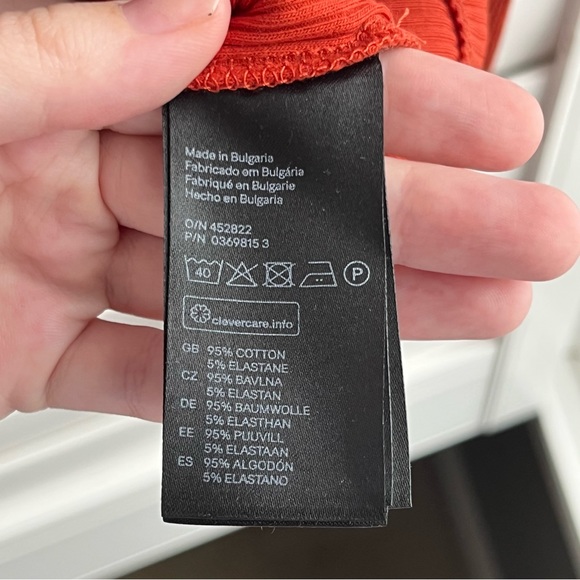 Made in Bulgaria
Fabricado em Bulgária
Fabriqué en Bulgarie
Hecho en Bulgaria
O/N 452822
P/N 0369815 3
40 P
clevercare.info
GB 95% COTTON
5% ELASTANE
CZ 95% BAVLNA
5% ELASTAN
DE 95% BAUMWOLLE
5% ELASTHAN
EE 95% PUUVILL
5% ELASTAAN
ES 95% ALGODÓN
5% ELASTANO